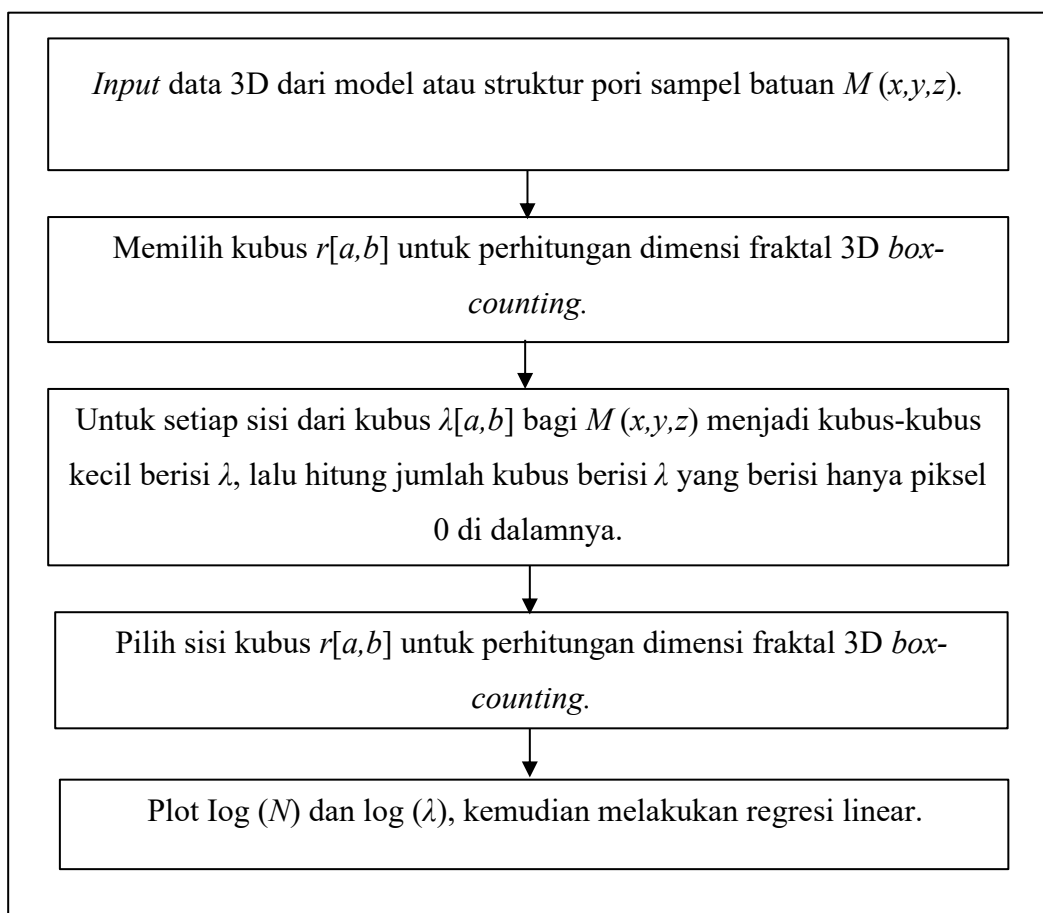 Input data 3D dari model atau struktur pori sampel batuan M (x,y,z).
Memilih kubus r[a,b] untuk perhitungan dimensi fraktal 3D box-
counting.
Untuk setiap sisi dari kubus λ[a,b] bagi M (x,y,z) menjadi kubus-kubus
kecil berisi λ, lalu hitung jumlah kubus berisi λ yang berisi hanya piksel
0 di dalamnya.
Pilih sisi kubus r[a,b] untuk perhitungan dimensi fraktal 3D box-
counting.
Plot Iog (N) dan log (λ), kemudian melakukan regresi linear.